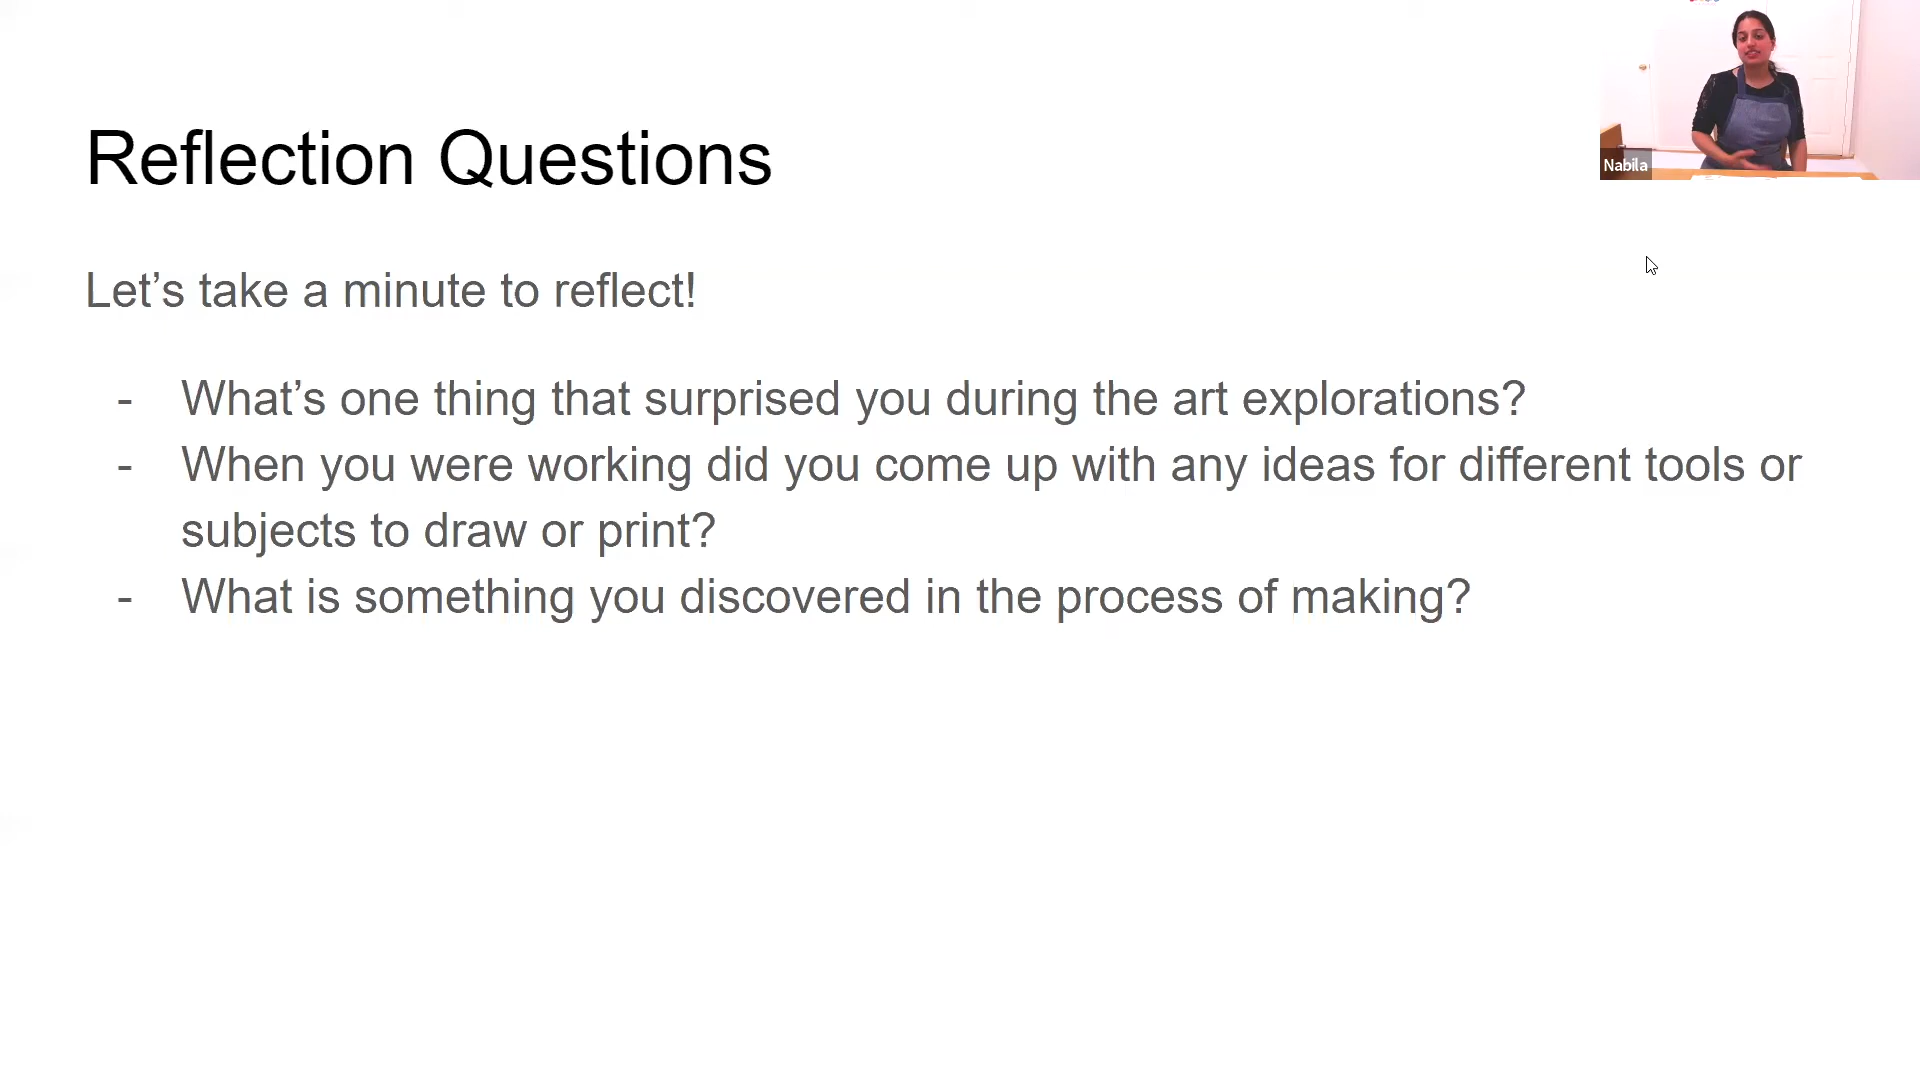 Reflection Questions
Let’s take a minute to reflect!
- What’s one thing that surprised you during the art explorations?
- When you were working did you come up with any ideas for different tools or
subjects to draw or print?
- What is something you discovered in the process of making?
Nabila